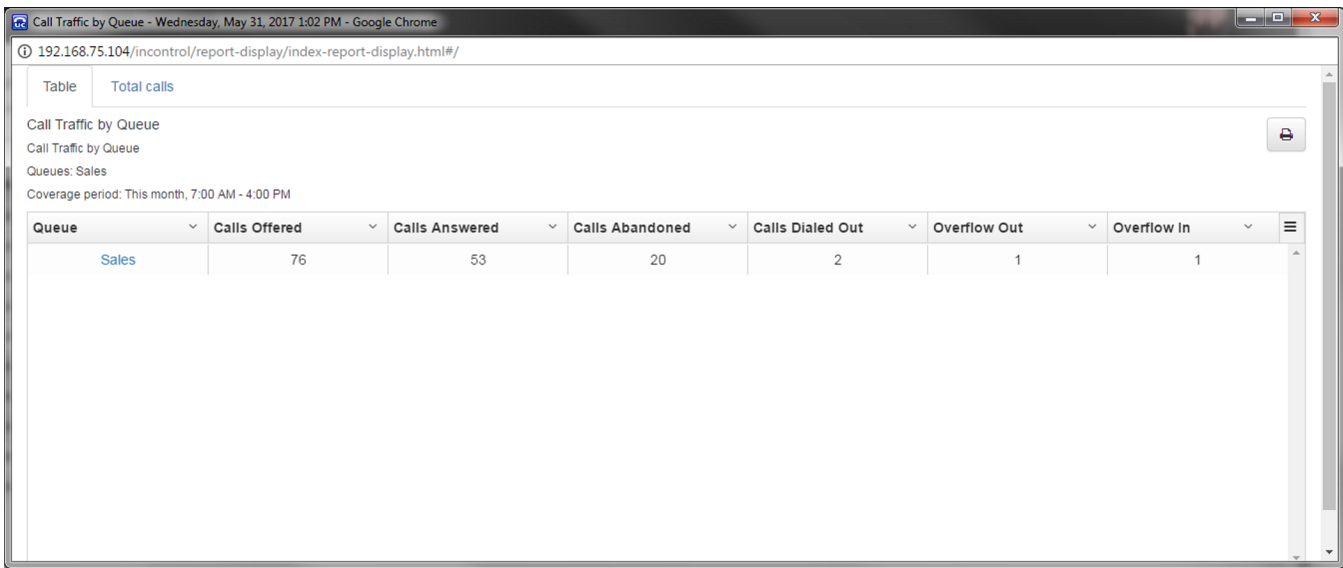 Call Traffic by Queue - Wednesday, May 31, 2017 1:02 PM - Google Chrome
192.168.75.104/incontrol/report-display/index-report-display.html#/
Table Total calls
Call Traffic by Queue
Call Traffic by Queue
Queues: Sales
Coverage period: This month, 7:00 AM - 4:00 PM
Queue Calls Offered Calls Answered Calls Abandoned Calls Dialed Out Overflow Out Overflow In
Sales 76 53 20 2 1 1